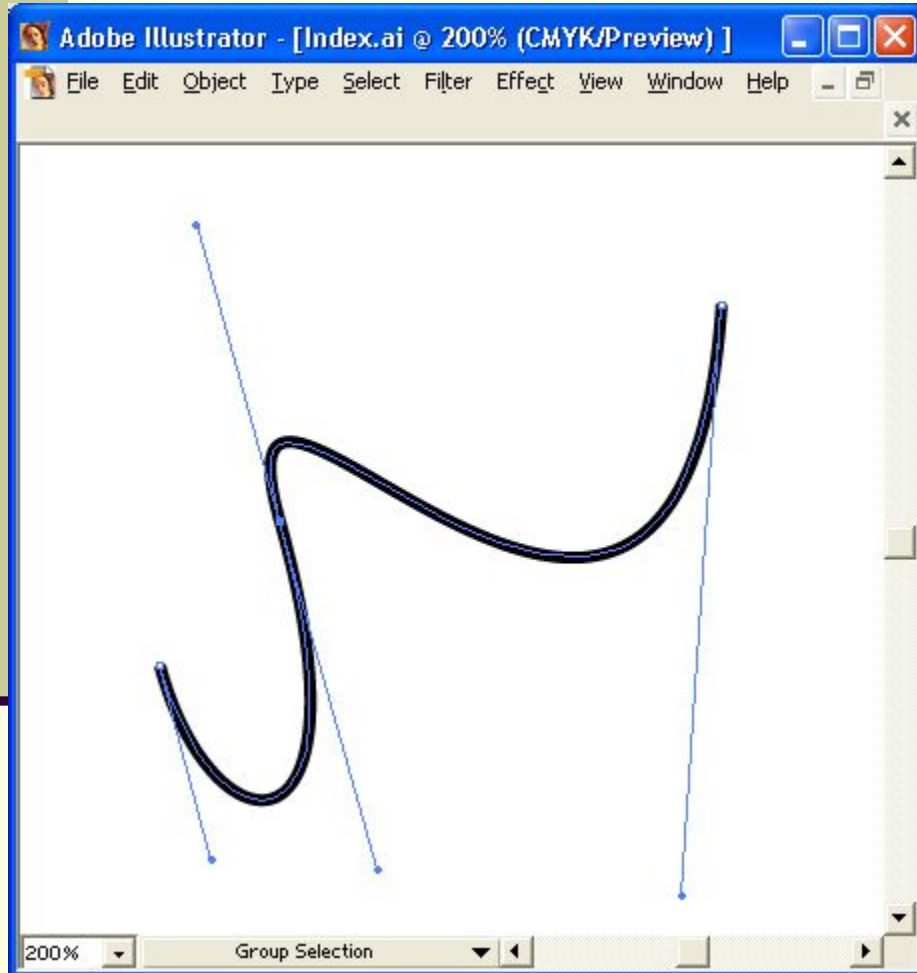 Adobe Illustrator - [Index.ai @ 200% (CMYK/Preview) ]
File Edit Object Type Select Filter Effect View Window Help
200% Group Selection